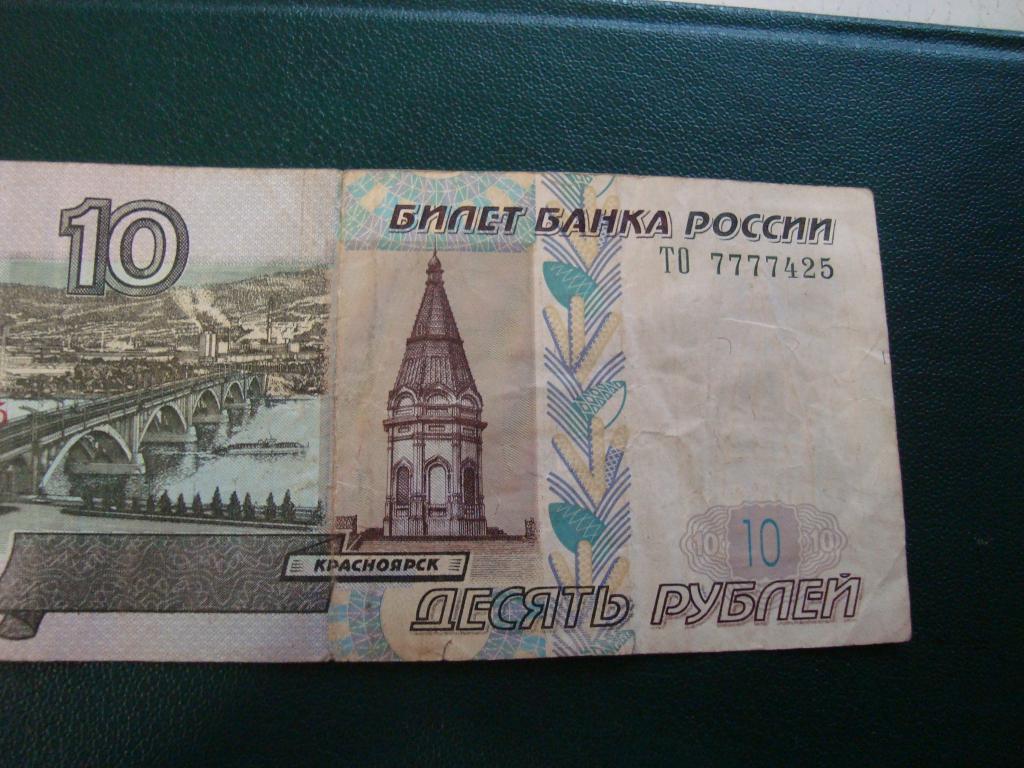 10
БИЛЕТ БАНКА РОССИИ
ТО 7777425
КРАСНОЯРСК
10 10 10
ДЕСЯТЬ РУБЛЕЙ